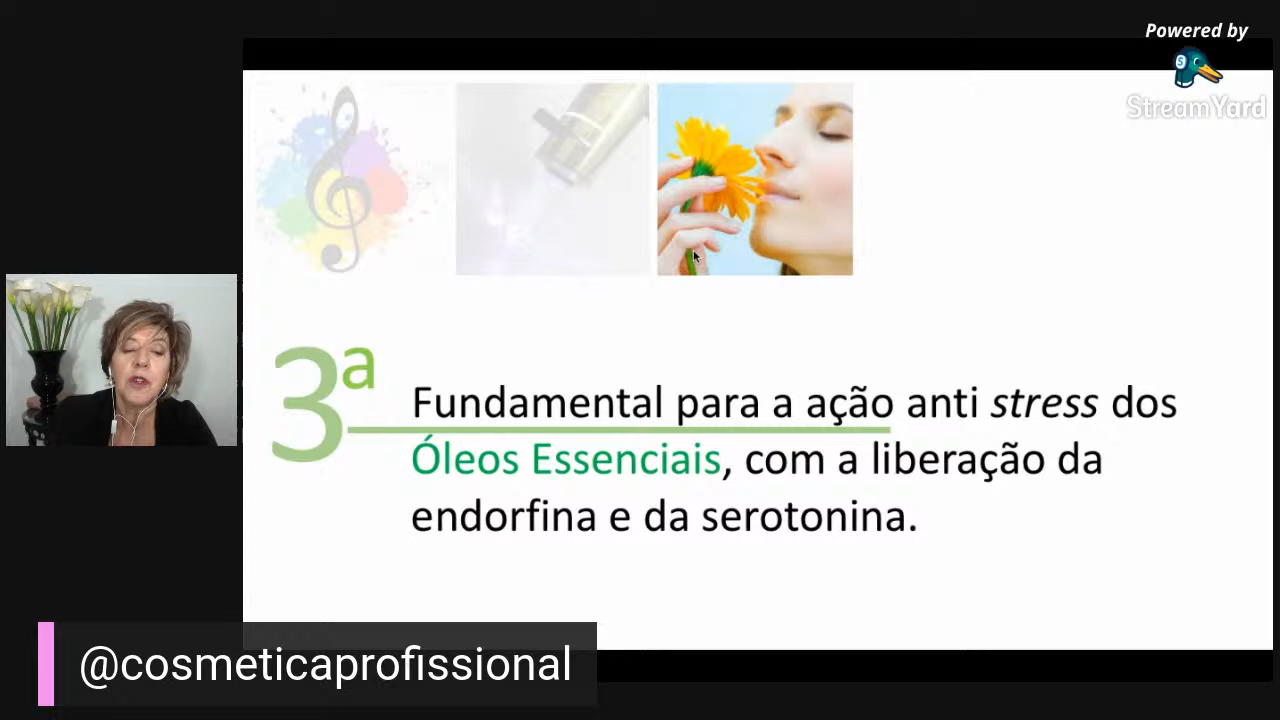 Powered by
StreamYard
3ª
Fundamental para a ação anti stress dos
Óleos Essenciais, com a liberação da
endorfina e da serotonina.
@cosmeticaprofissional